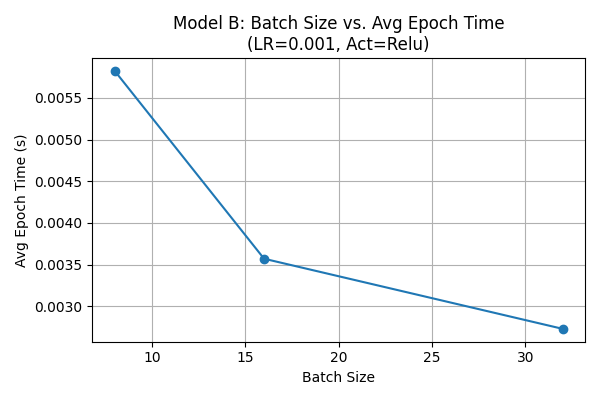 Model B: Batch Size vs. Avg Epoch Time
(LR=0.001, Act=Relu)
Avg Epoch Time (s)
0.0055
0.0050
0.0045
0.0040
0.0035
0.0030
10 15 20 25 30
Batch Size